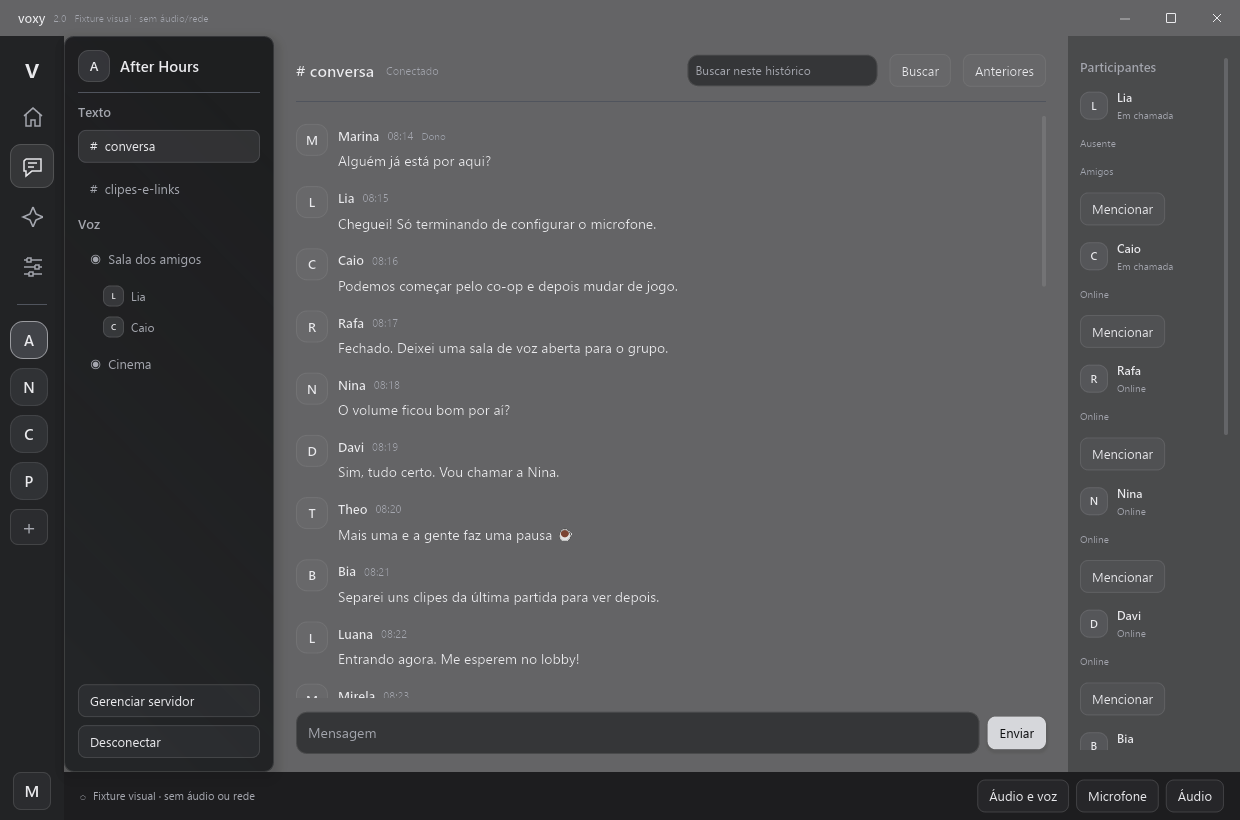 voxy 2.0 Fixture visual · sem áudio/rede
V
A
N
C
P
+
M
A After Hours
Texto
# conversa
# clipes-e-links
Voz
Sala dos amigos
L Lia
C Caio
Cinema
Gerenciar servidor
Desconectar
# conversa Conectado
Buscar neste histórico
Buscar
Anteriores
M Marina 08:14 Dono
Alguém já está por aqui?
L Lia 08:15
Cheguei! Só terminando de configurar o microfone.
C Caio 08:16
Podemos começar pelo co-op e depois mudar de jogo.
R Rafa 08:17
Fechado. Deixei uma sala de voz aberta para o grupo.
N Nina 08:18
O volume ficou bom por aí?
D Davi 08:19
Sim, tudo certo. Vou chamar a Nina.
T Theo 08:20
Mais uma e a gente faz uma pausa ☕
B Bia 08:21
Separei uns clipes da última partida para ver depois.
L Luana 08:22
Entrando agora. Me esperem no lobby!
M Mirela 08:23
Mensagem
Enviar
Participantes
L Lia
Em chamada
Ausente
Amigos
Mencionar
C Caio
Em chamada
Online
Mencionar
R Rafa
Online
Online
Mencionar
N Nina
Online
Online
Mencionar
D Davi
Online
Online
Mencionar
B Bia
Fixture visual · sem áudio ou rede
Áudio e voz
Microfone
Áudio